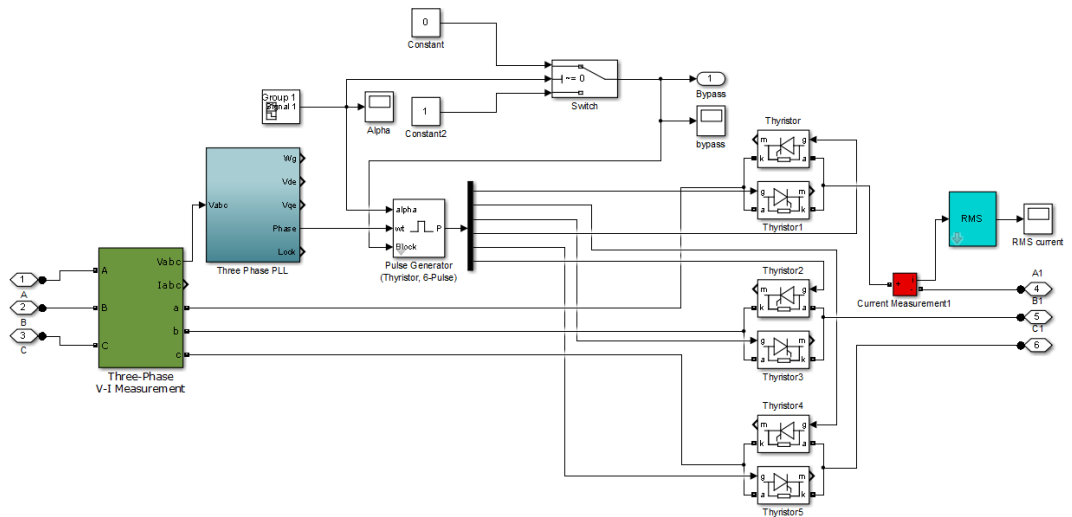 0
Constant
Group 1
Signal 1
Alpha
1
Constant2
~= 0
Switch
1
Bypass
bypass
Vabc
Wg
Vde
Vqe
Phase
Lock
Three Phase PLL
alpha
wt
Block
P
Pulse Generator
(Thyristor, 6-Pulse)
Thyristor
m
g
k
a
g
m
a
k
Thyristor1
RMS
RMS current
1
A
2
B
3
C
A
B
C
Vabc
Iabc
a
b
c
Three-Phase
V-I Measurement
Thyristor2
m
g
k
a
g
m
a
k
Thyristor3
+
i
-
Current Measurement1
A1
4
B1
5
C1
6
Thyristor4
m
g
k
a
g
m
a
k
Thyristor5